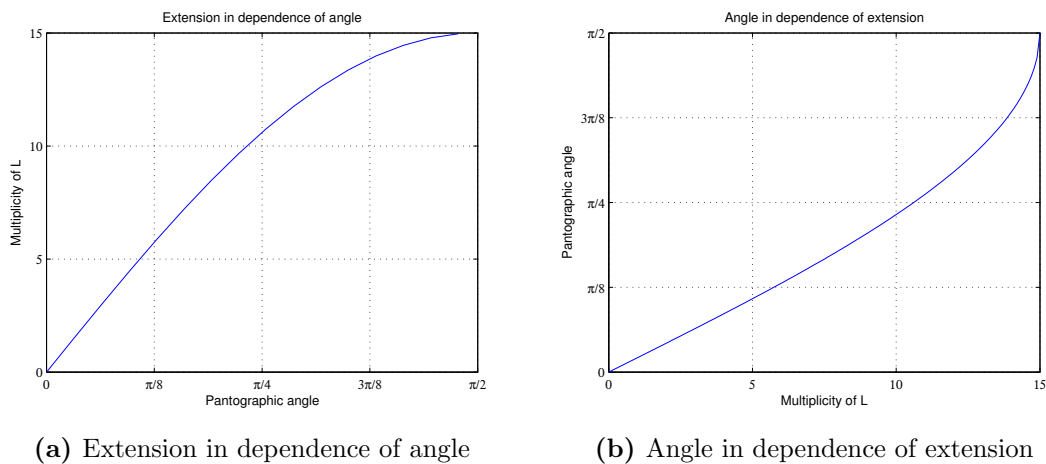 Extension in dependence of angle
15
10
5
0
Multiplicity of L
0 π/8 π/4 3π/8 π/2
Pantographic angle
(a) Extension in dependence of angle
Angle in dependence of extension
π/2
3π/8
π/4
π/8
0
Pantographic angle
0 5 10 15
Multiplicity of L
(b) Angle in dependence of extension